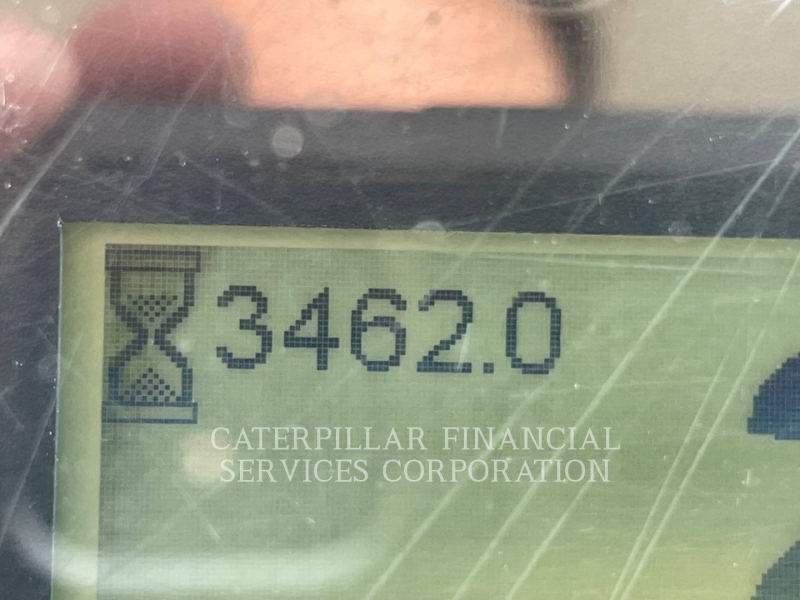 3462.0
CATERPILLAR FINANCIAL
SERVICES CORPORATION